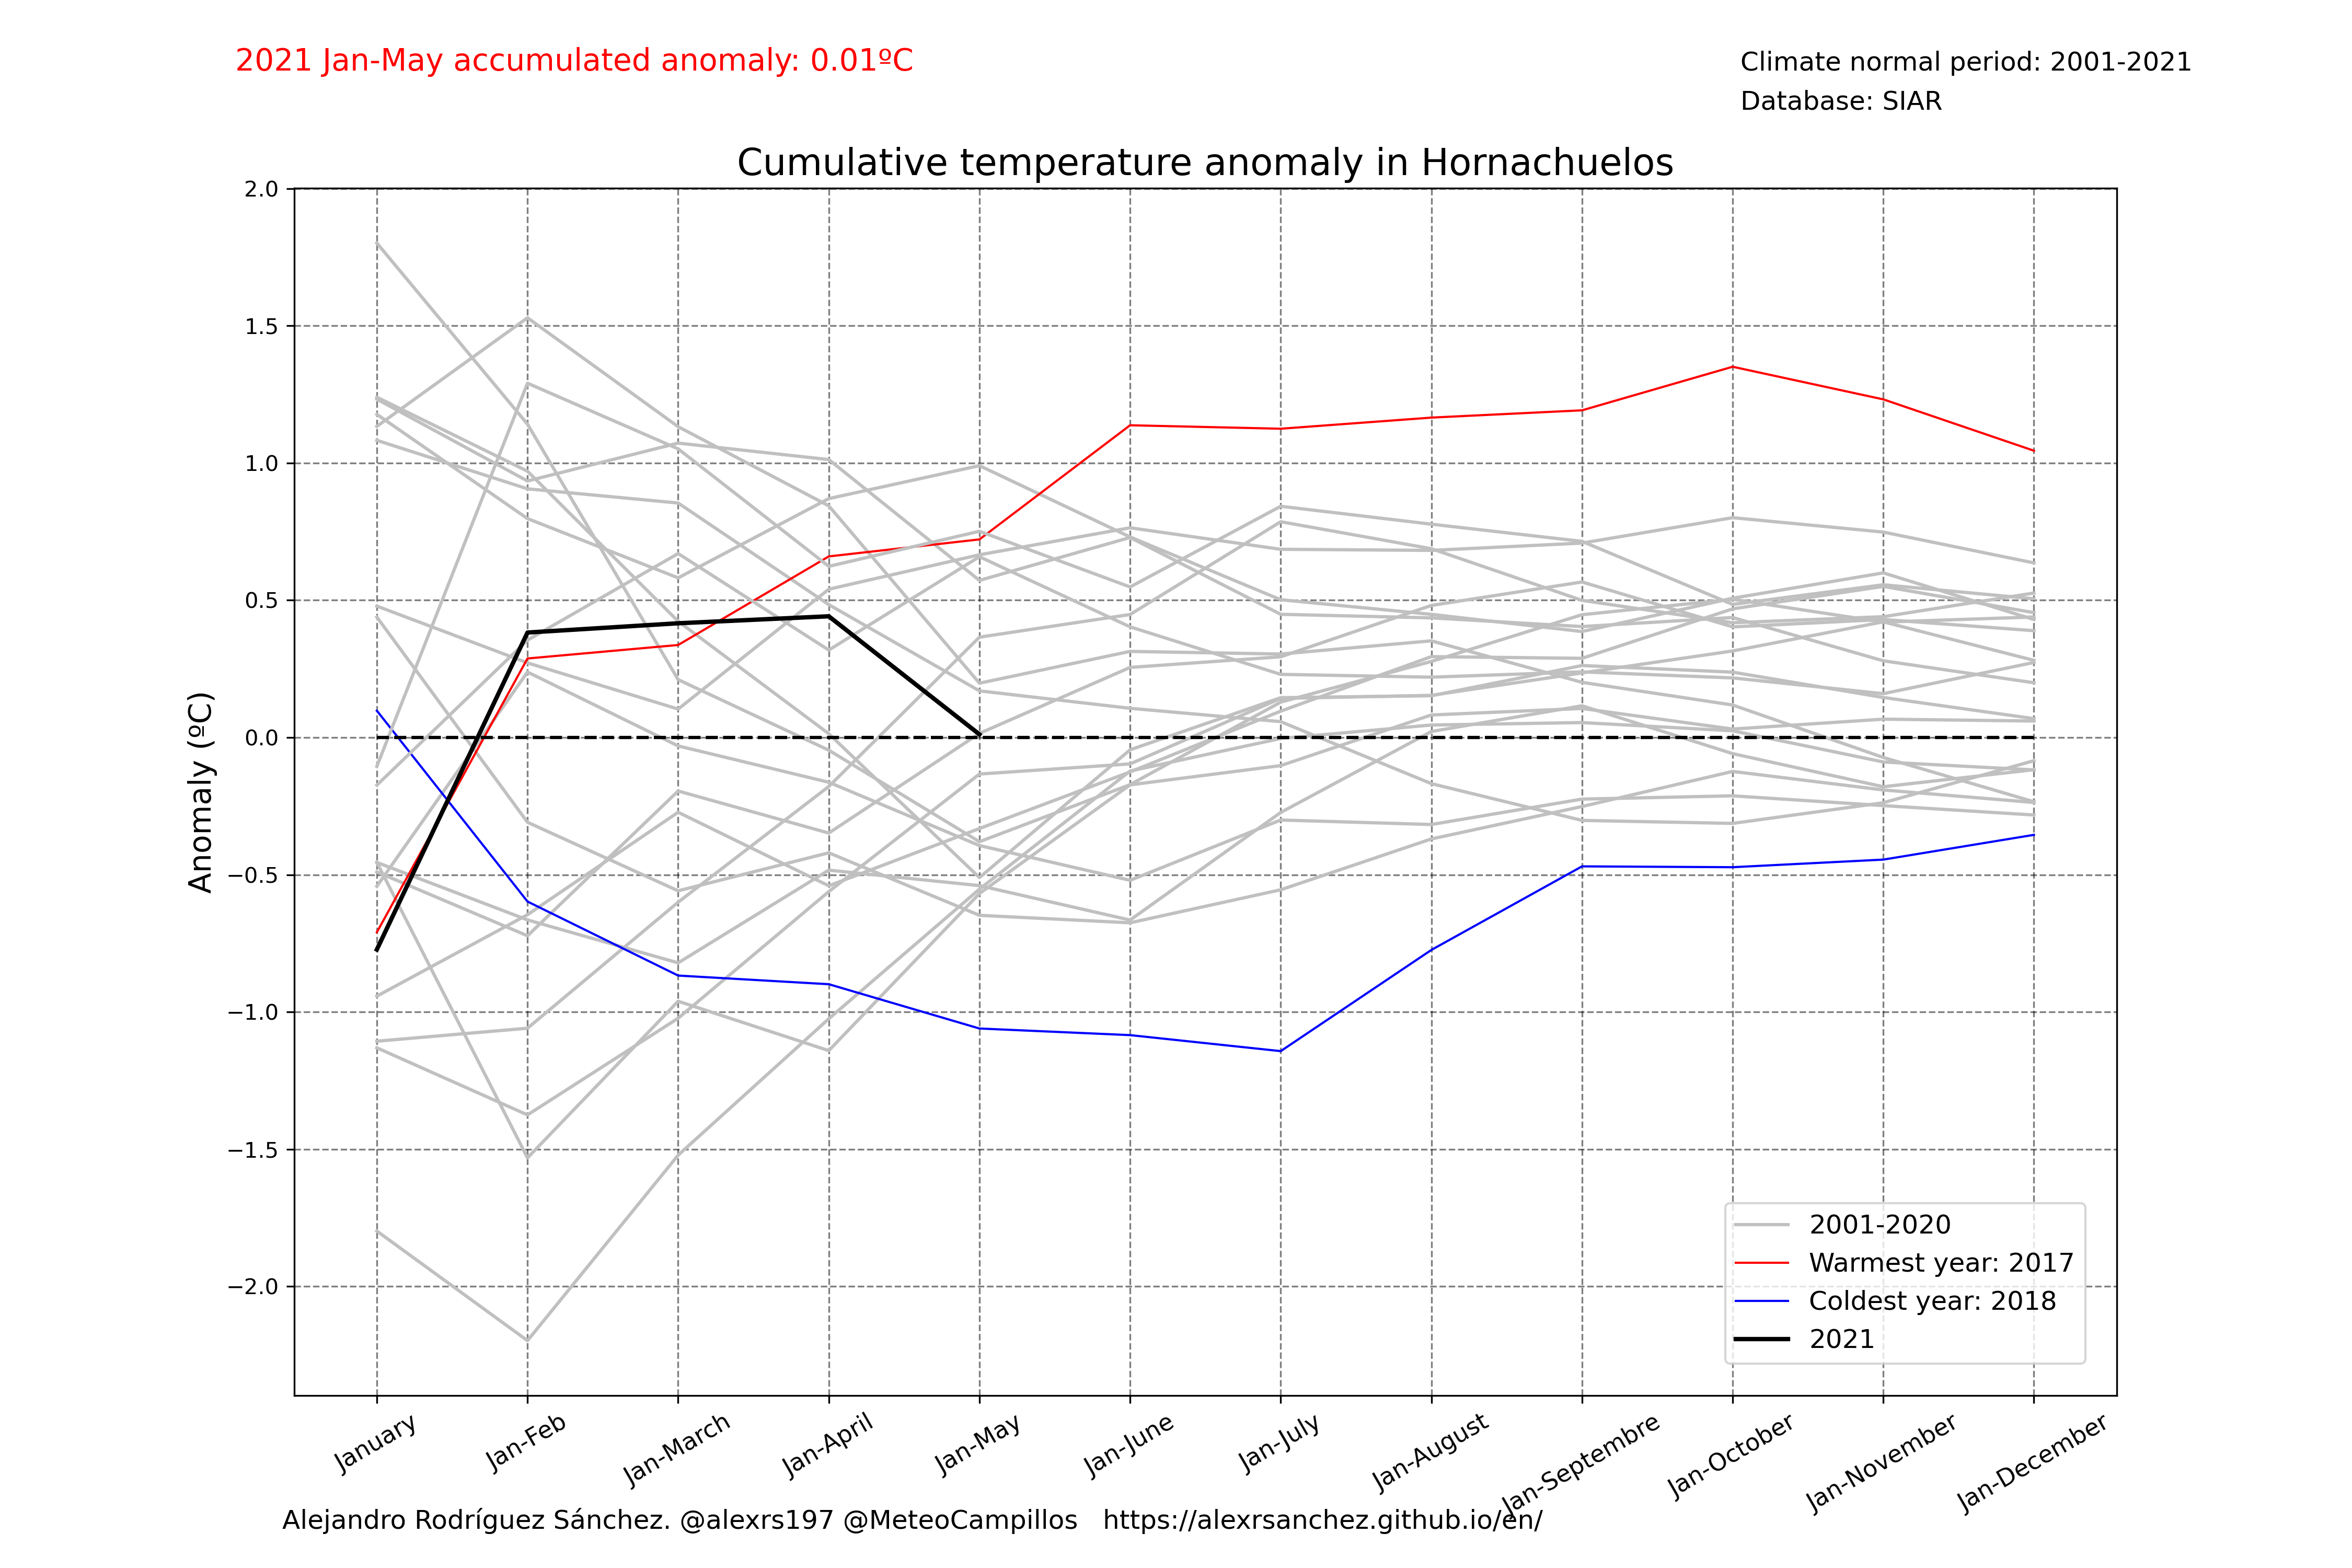 2021 Jan-May accumulated anomaly: 0.01ºC
Climate normal period: 2001-2021
Database: SIAR
Cumulative temperature anomaly in Hornachuelos
Anomaly (ºC)
2.0
1.5
1.0
0.5
0.0
−0.5
−1.0
−1.5
−2.0
2001-2020
Warmest year: 2017
Coldest year: 2018
2021
January
Jan-Feb
Jan-March
Jan-April
Jan-May
Jan-June
Jan-July
Jan-August
Jan-Septembre
Jan-October
Jan-November
Jan-December
Alejandro Rodríguez Sánchez. @alexrs197 @MeteoCampillos https://alexrsanchez.github.io/en/